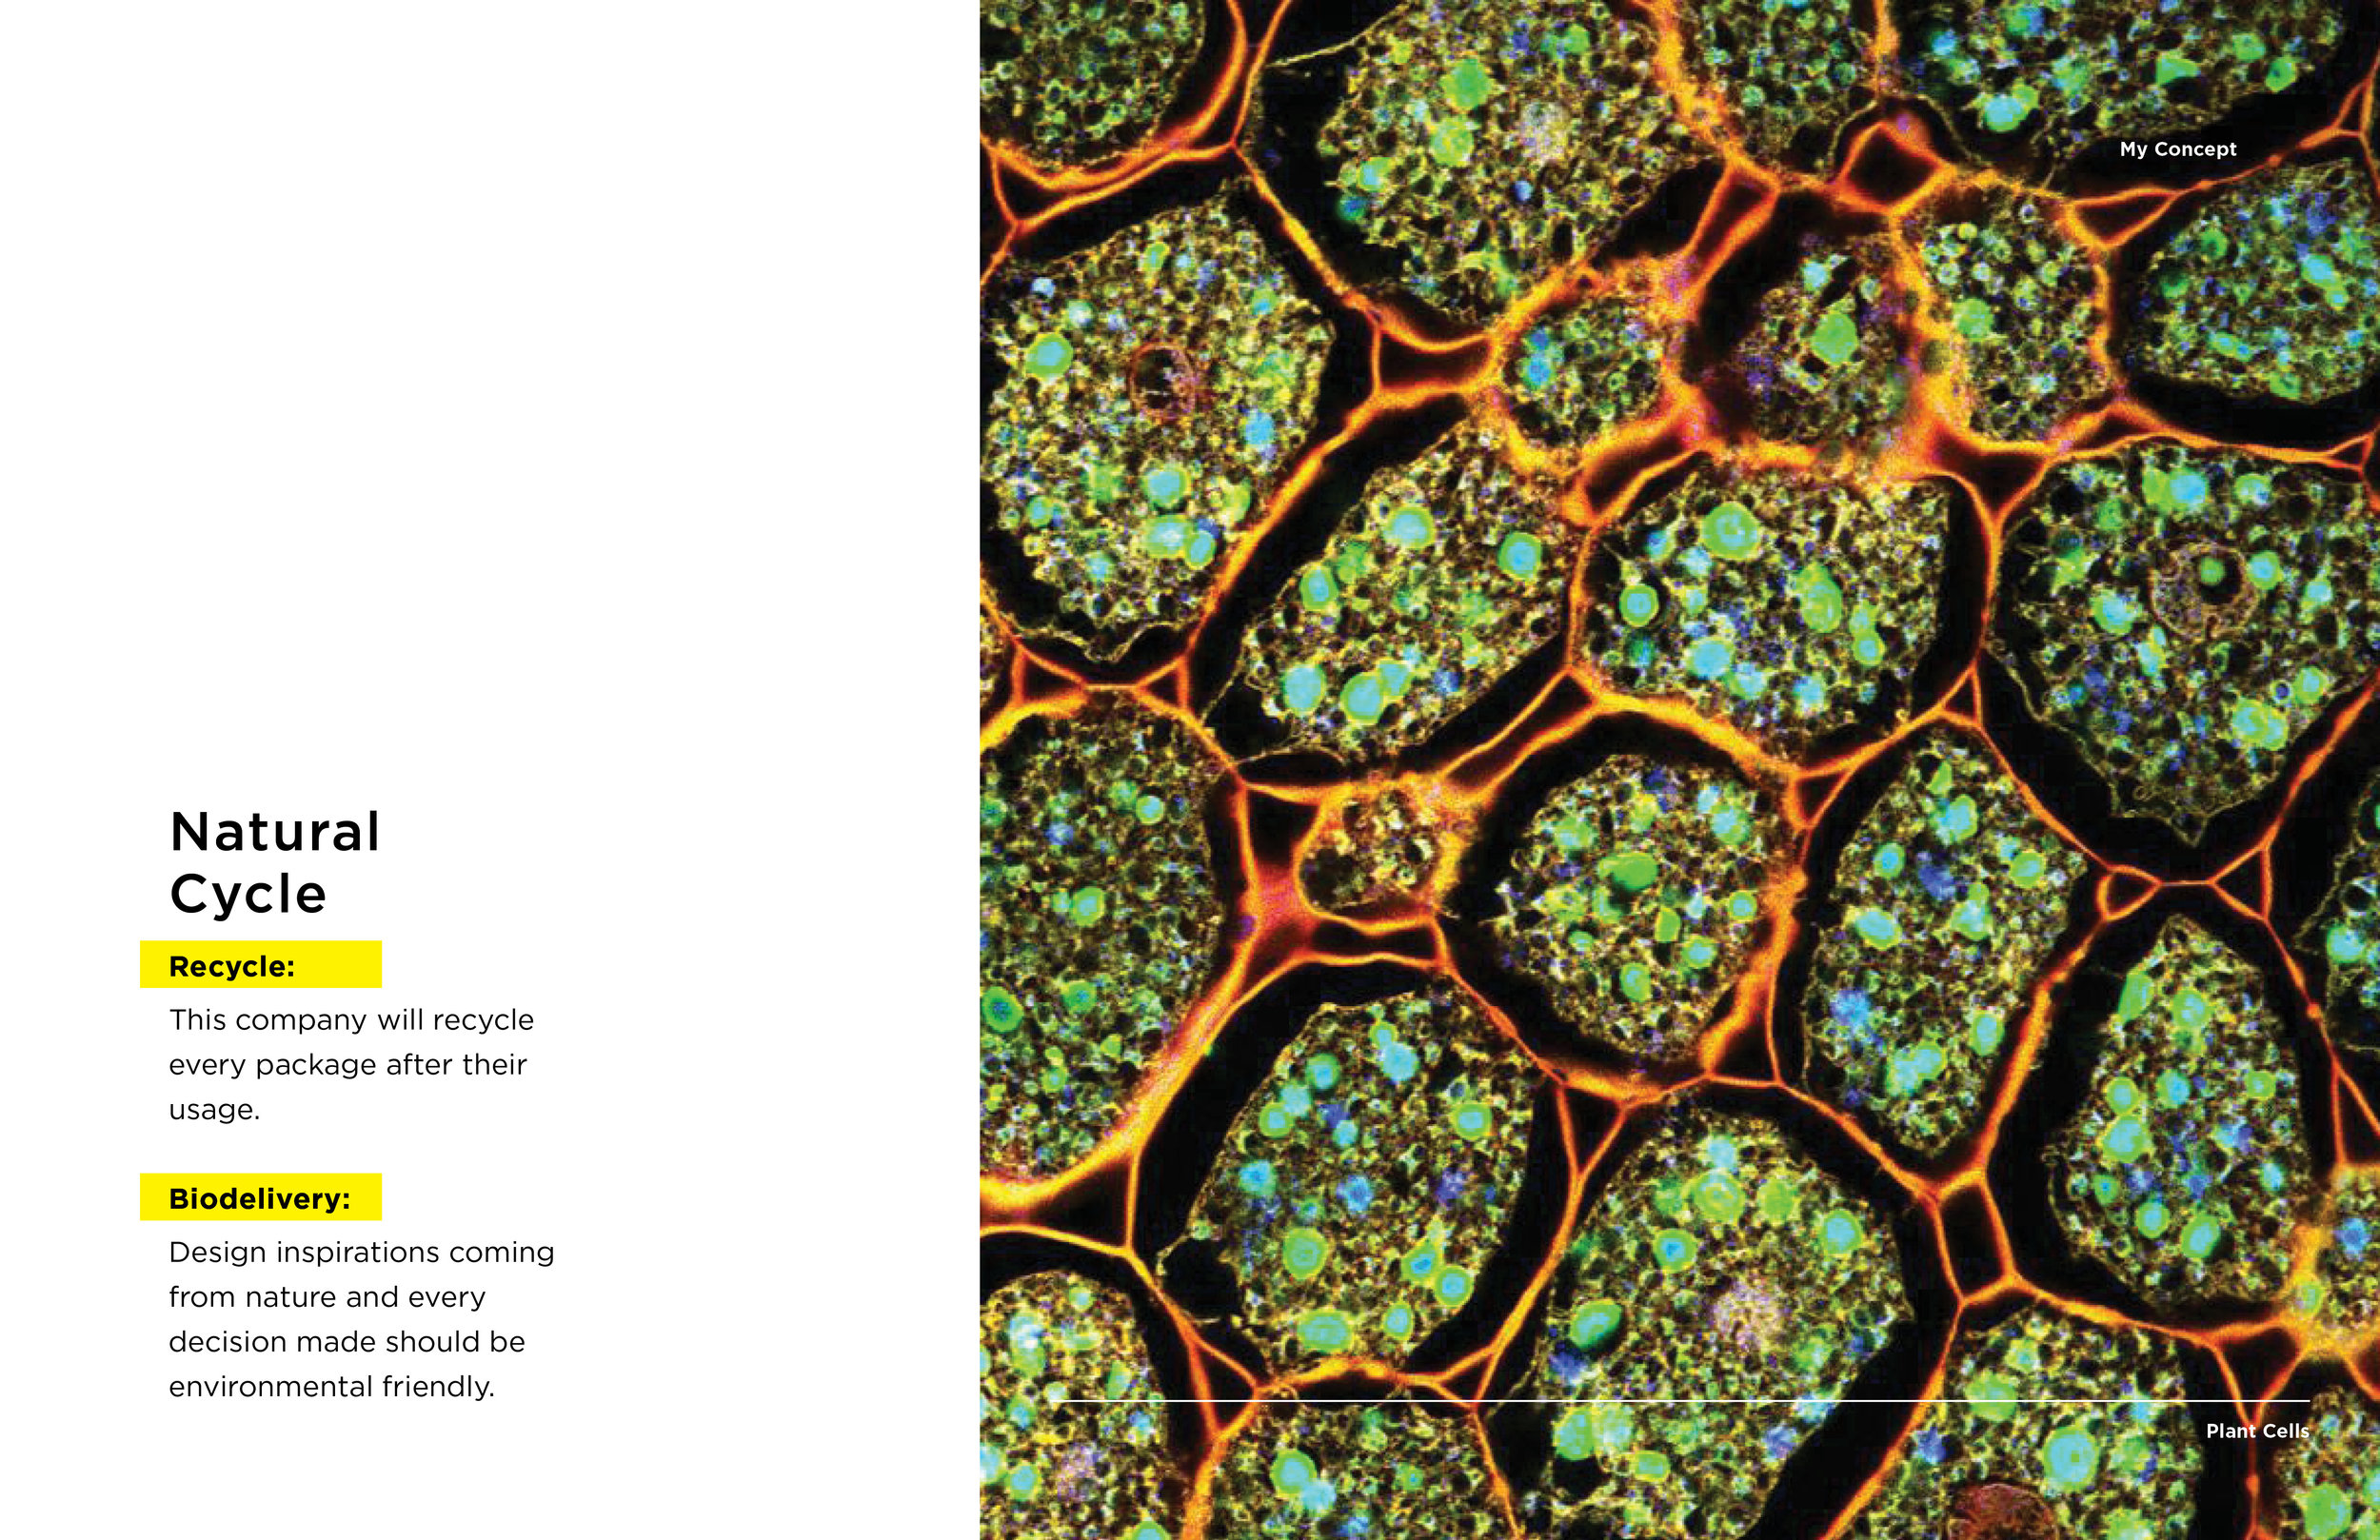 My Concept
Natural
Cycle
Recycle:
This company will recycle
every package after their
usage.
Biodelivery:
Design inspirations coming
from nature and every
decision made should be
environmental friendly.
Plant Cells